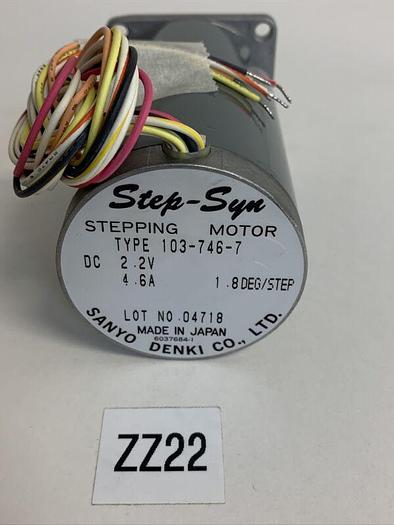 Step-Syn
STEPPING MOTOR
TYPE 103-746-7
DC 2.2V
4.6A 1.8DEG/STEP
LOT NO.04718
MADE IN JAPAN
6037684-1
SANYO DENKI CO., LTD.
ZZ22